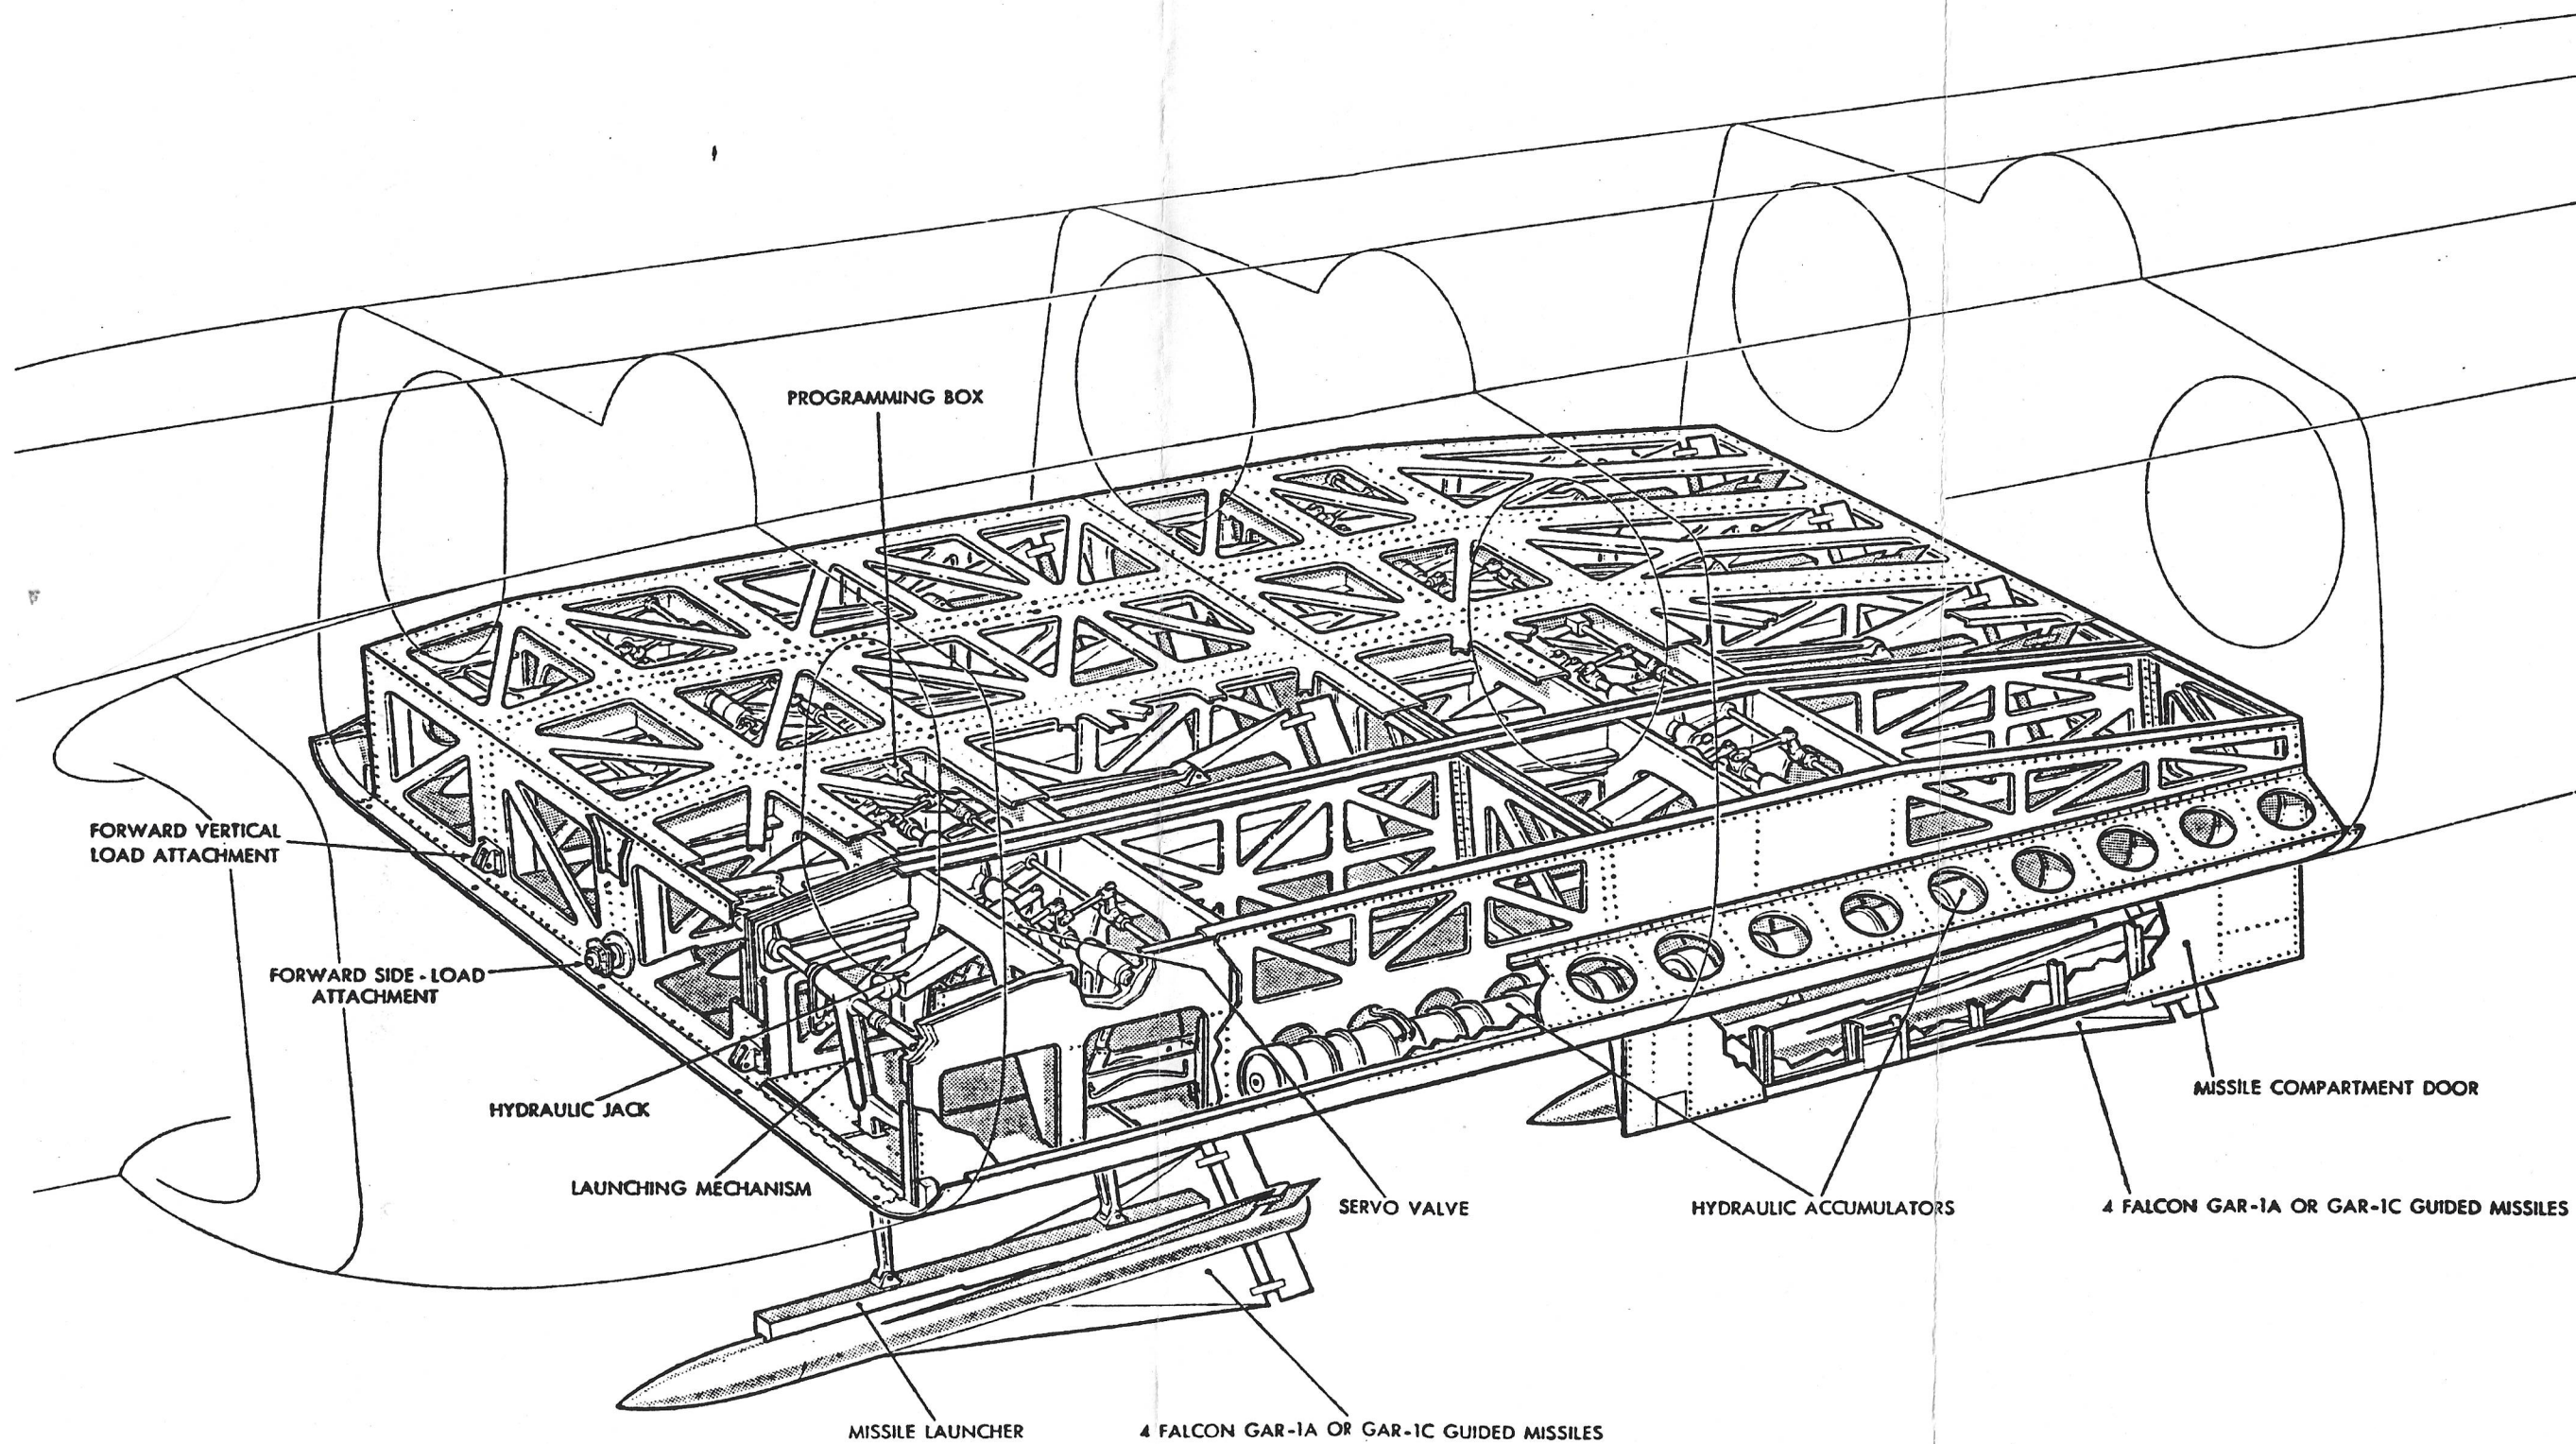 PROGRAMMING BOX
FORWARD VERTICAL
LOAD ATTACHMENT
FORWARD SIDE-LOAD
ATTACHMENT
HYDRAULIC JACK
LAUNCHING MECHANISM
MISSILE LAUNCHER
4 FALCON GAR-1A OR GAR-1C GUIDED MISSILES
SERVO VALVE
HYDRAULIC ACCUMULATORS
MISSILE COMPARTMENT DOOR
4 FALCON GAR-1A OR GAR-1C GUIDED MISSILES